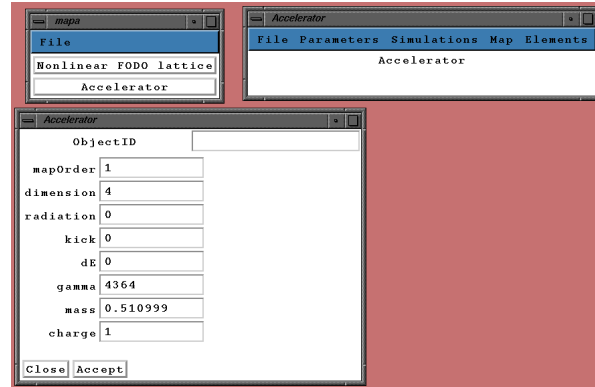 mapa
File
Nonlinear FODO lattice
Accelerator
Accelerator
File Parameters Simulations Map Elements
Accelerator
Accelerator
ObjectID
mapOrder 1
dimension 4
radiation 0
kick 0
dE 0
gamma 4364
mass 0.510999
charge 1
Close Accept